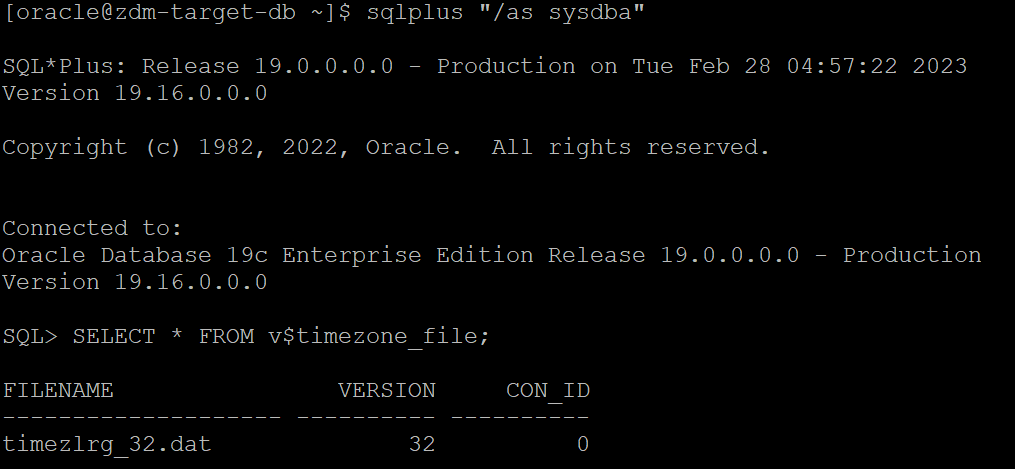 [oracle@zdm-target-db ~]$ sqlplus "/as sysdba"
SQL*Plus: Release 19.0.0.0.0 - Production on Tue Feb 28 04:57:22 2023
Version 19.16.0.0.0
Copyright (c) 1982, 2022, Oracle.  All rights reserved.
Connected to:
Oracle Database 19c Enterprise Edition Release 19.0.0.0.0 - Production
Version 19.16.0.0.0
SQL> SELECT * FROM v$timezone_file;
FILENAME                VERSION     CON_ID
-------------------- ---------- ----------
timezlrg_32.dat              32          0